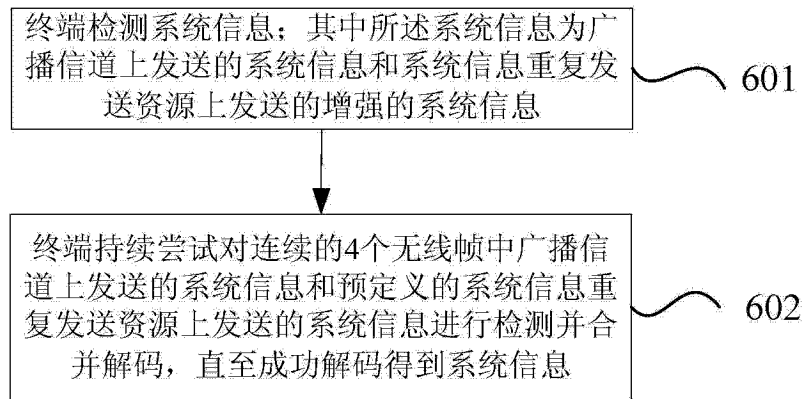 终端检测系统信息；其中所述系统信息为广
播信道上发送的系统信息和系统信息重复发
送资源上发送的增强的系统信息
601
终端持续尝试对连续的4个无线帧中广播信
道上发送的系统信息和预定义的系统信息重
复发送资源上发送的系统信息进行检测并合
并解码，直至成功解码得到系统信息
602